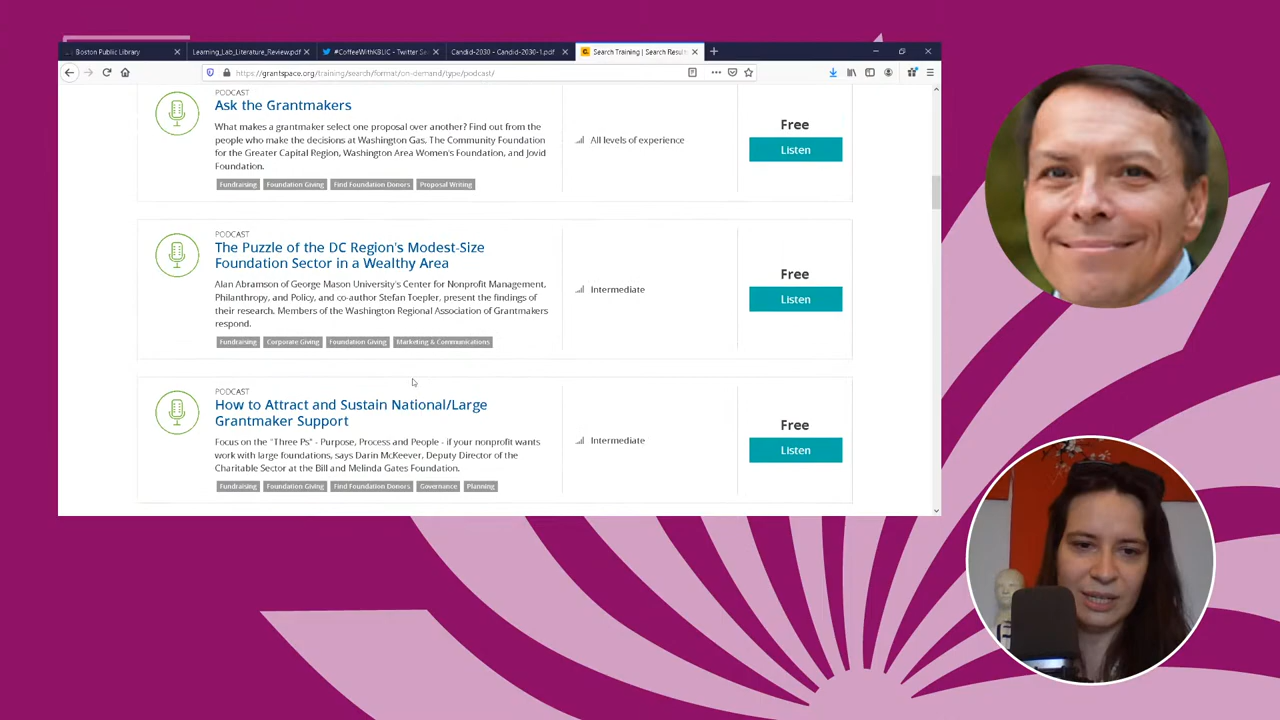 Boston Public Library
Learning_Lab_Literature_Review.pdf
#CoffeeWithKBLIC - Twitter Se
Candid-2030 - Candid-2030-1.pdf
Search Training | Search Resul
https://grantspace.org/training/search/format/on-demand/type/podcast/
PODCAST
Ask the Grantmakers
What makes a grantmaker select one proposal over another? Find out from the
people who make the decisions at Washington Gas, The Community Foundation
for the Greater Capital Region, Washington Area Women's Foundation, and Jovid
Foundation.
Fundraising Foundation Giving Find Foundation Donors Proposal Writing
All levels of experience
Free
Listen
PODCAST
The Puzzle of the DC Region's Modest-Size
Foundation Sector in a Wealthy Area
Alan Abramson of George Mason University's Center for Nonprofit Management,
Philanthropy, and Policy, and co-author Stefan Toepler, present the findings of
their research. Members of the Washington Regional Association of Grantmakers
respond.
Fundraising Corporate Giving Foundation Giving Marketing & Communications
Intermediate
Free
Listen
PODCAST
How to Attract and Sustain National/Large
Grantmaker Support
Focus on the "Three Ps" - Purpose, Process and People - if your nonprofit wants
work with large foundations, says Darin McKeever, Deputy Director of the
Charitable Sector at the Bill and Melinda Gates Foundation.
Fundraising Foundation Giving Find Foundation Donors Governance Planning
Intermediate
Free
Listen